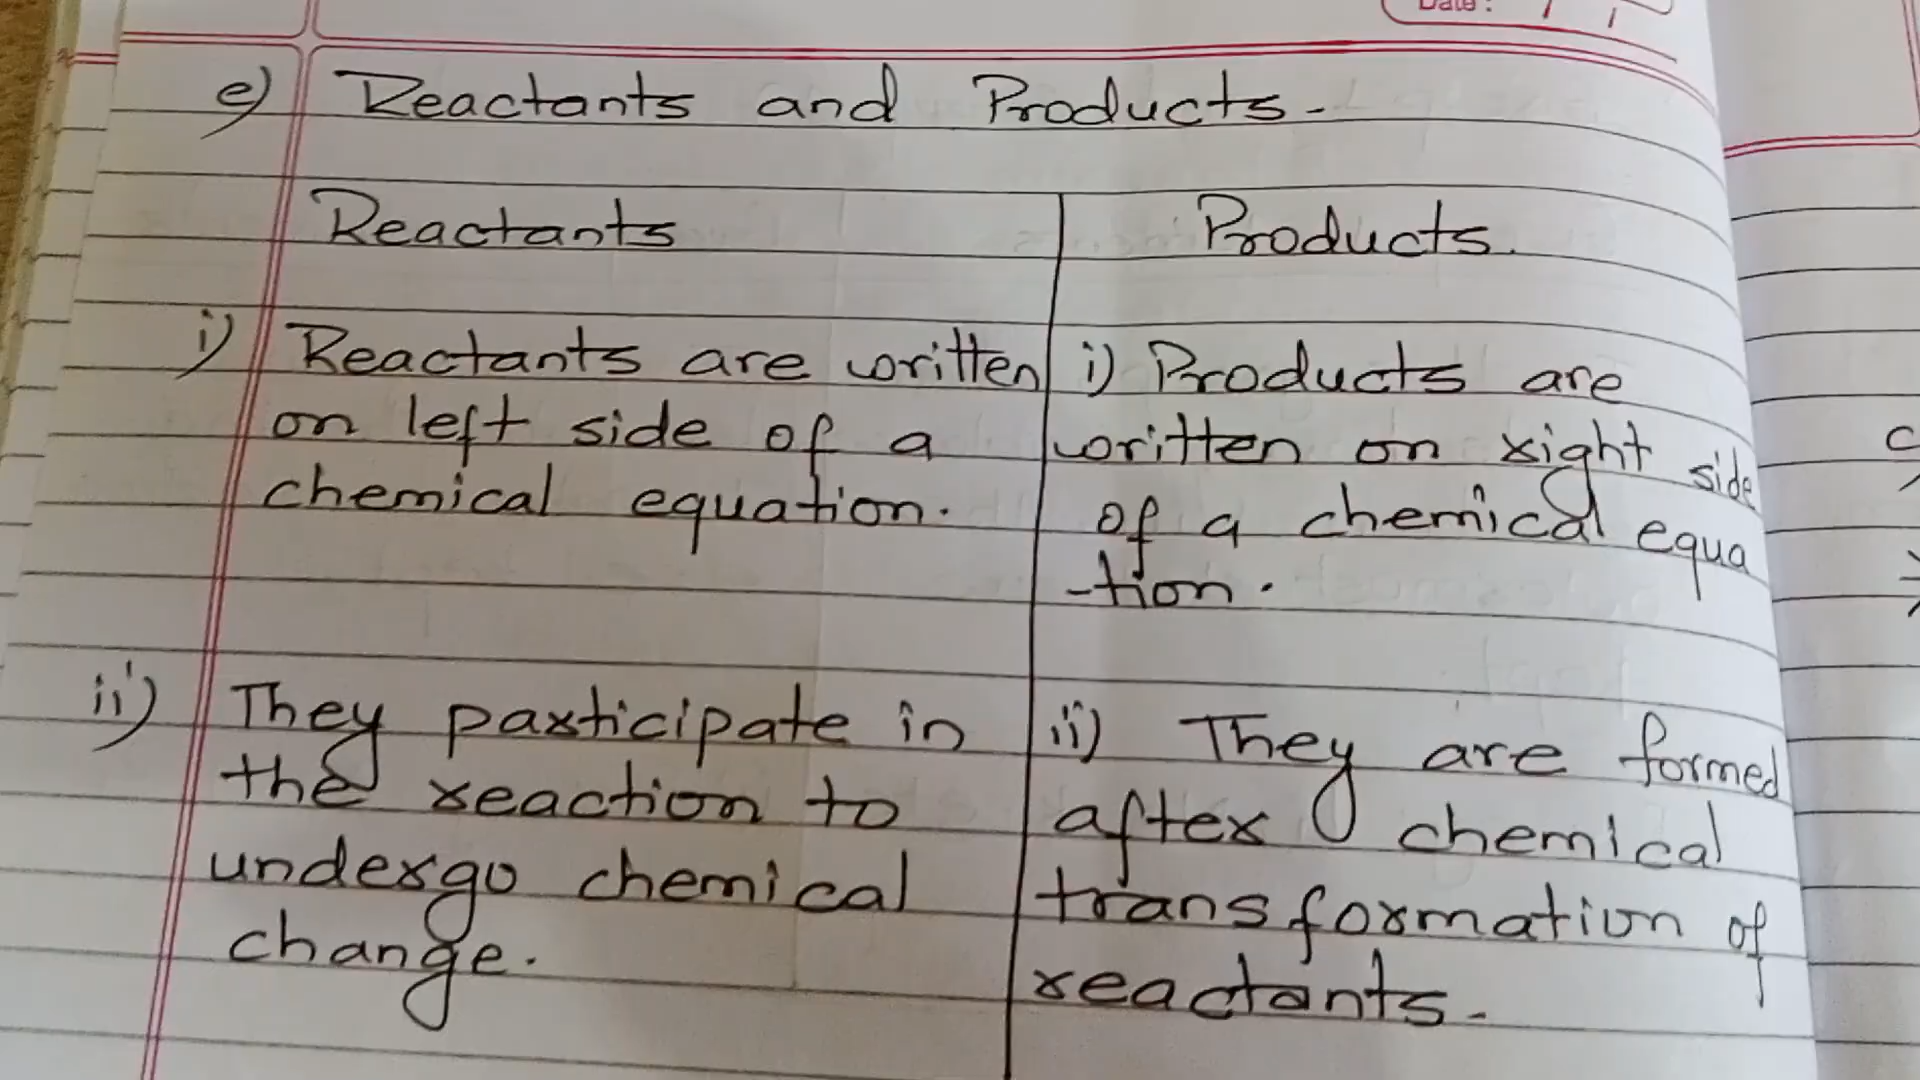 Date: / /
e) Reactants and Products.
Reactants
Products.
i) Reactants are written
on left side of a
chemical equation.
i) Products are
written on right side
of a chemical equa
-tion.
ii) They participate in
the reaction to
undergo chemical
change.
ii) They are formed
after chemical
transformation of
reactants.